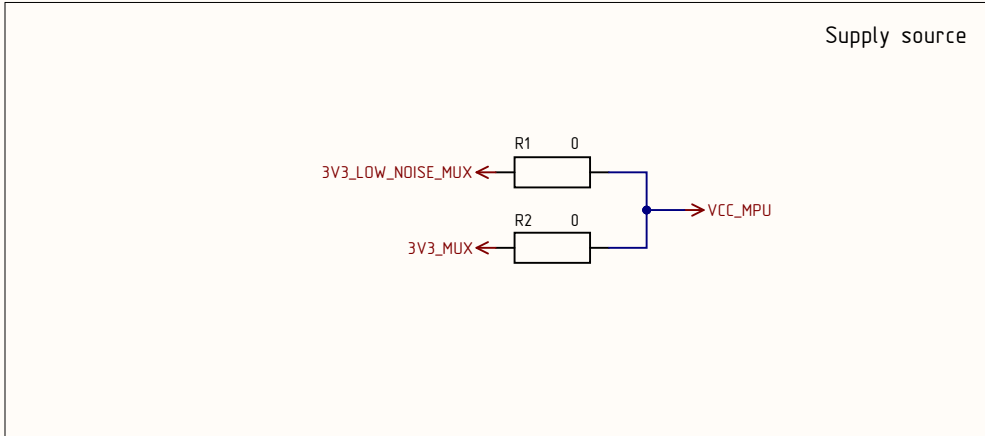 Supply source
R1 0
3V3_LOW_NOISE_MUX
VCC_MPU
R2 0
3V3_MUX